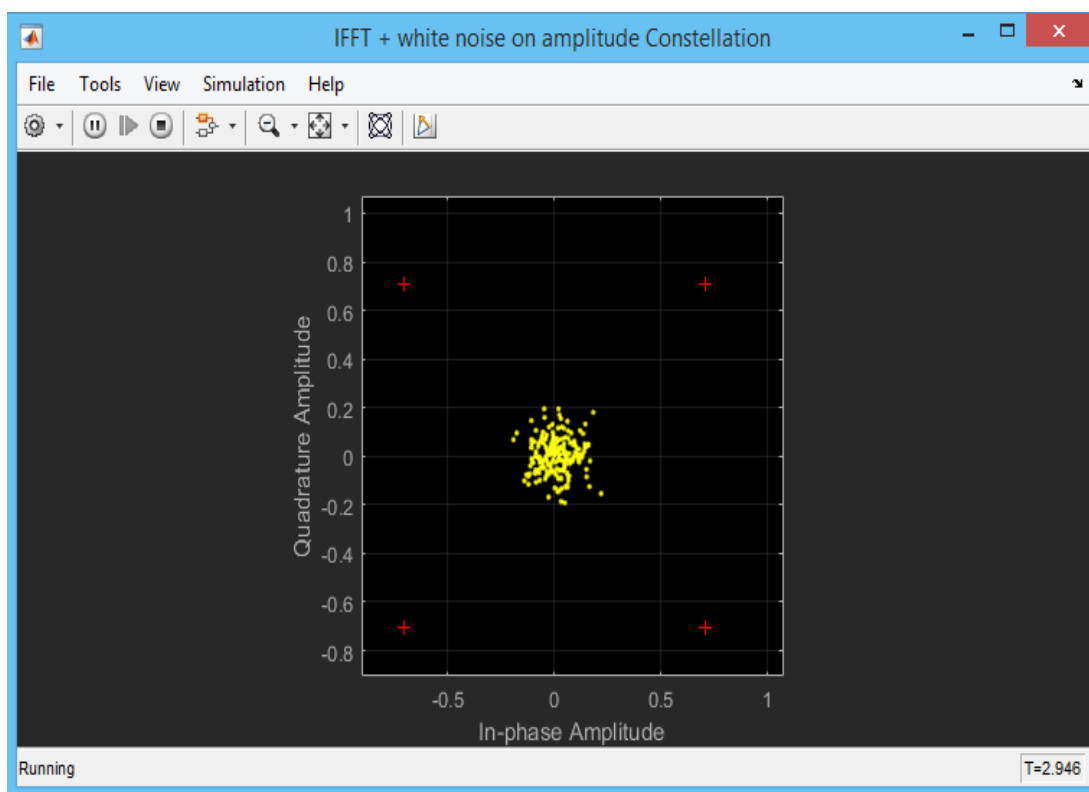 IFFT + white noise on amplitude Constellation
File Tools View Simulation Help
1
0.8
0.6
0.4
0.2
0
-0.2
-0.4
-0.6
-0.8
Quadrature Amplitude
-0.5 0 0.5 1
In-phase Amplitude
Running T=2.946